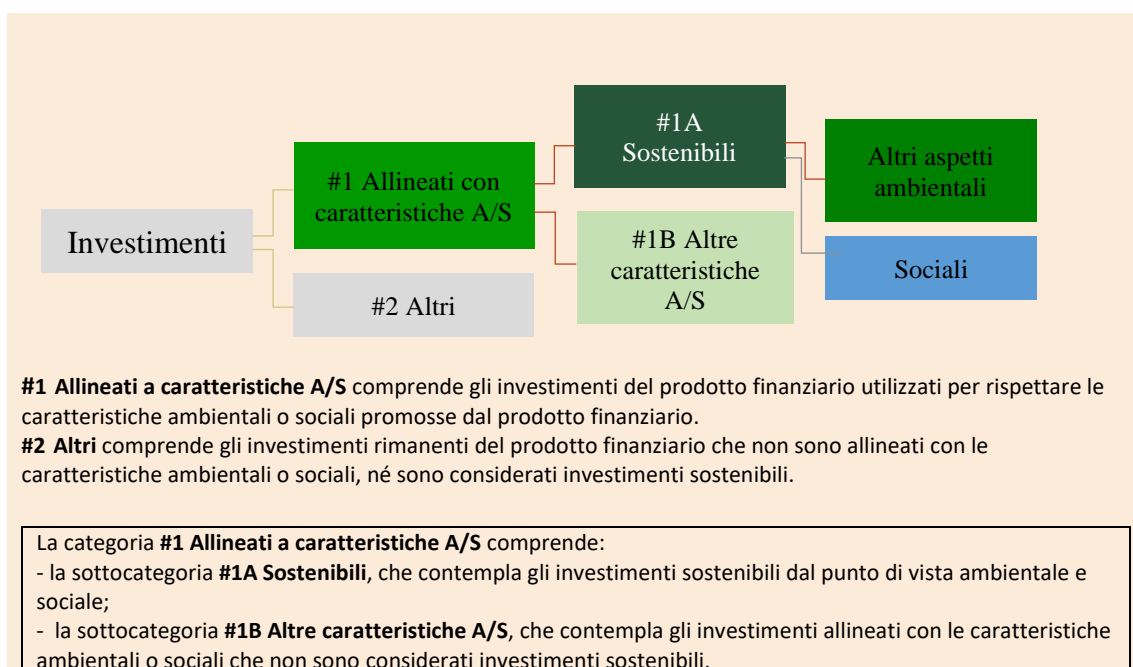 #1A
Sostenibili
Altri aspetti
ambientali
#1 Allineati con
caratteristiche A/S
Investimenti
#1B Altre
caratteristiche
A/S
Sociali
#2 Altri
#1 Allineati a caratteristiche A/S comprende gli investimenti del prodotto finanziario utilizzati per rispettare le
caratteristiche ambientali o sociali promosse dal prodotto finanziario.
#2 Altri comprende gli investimenti rimanenti del prodotto finanziario che non sono allineati con le
caratteristiche ambientali o sociali, né sono considerati investimenti sostenibili.
La categoria #1 Allineati a caratteristiche A/S comprende:
- la sottocategoria #1A Sostenibili, che contempla gli investimenti sostenibili dal punto di vista ambientale e
sociale;
- la sottocategoria #1B Altre caratteristiche A/S, che contempla gli investimenti allineati con le caratteristiche
ambientali o sociali che non sono considerati investimenti sostenibili.